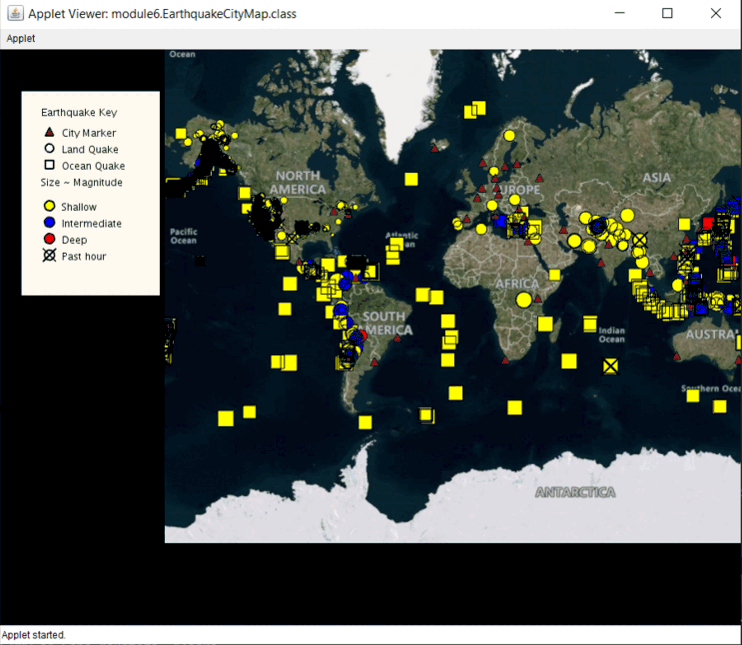 Applet Viewer: module6.EarthquakeCityMap.class
Applet
Ocean
Earthquake Key
City Marker
Land Quake
Ocean Quake
Size ~ Magnitude
Shallow
Intermediate
Deep
Past hour
NORTH
AMERICA
ASIA
EUROPE
Pacific
Ocean
Atlantic
Ocean
AFRICA
SOUTH
AMERICA
Indian
Ocean
AUSTRA
Southern Ocean
ANTARCTICA
Applet started.